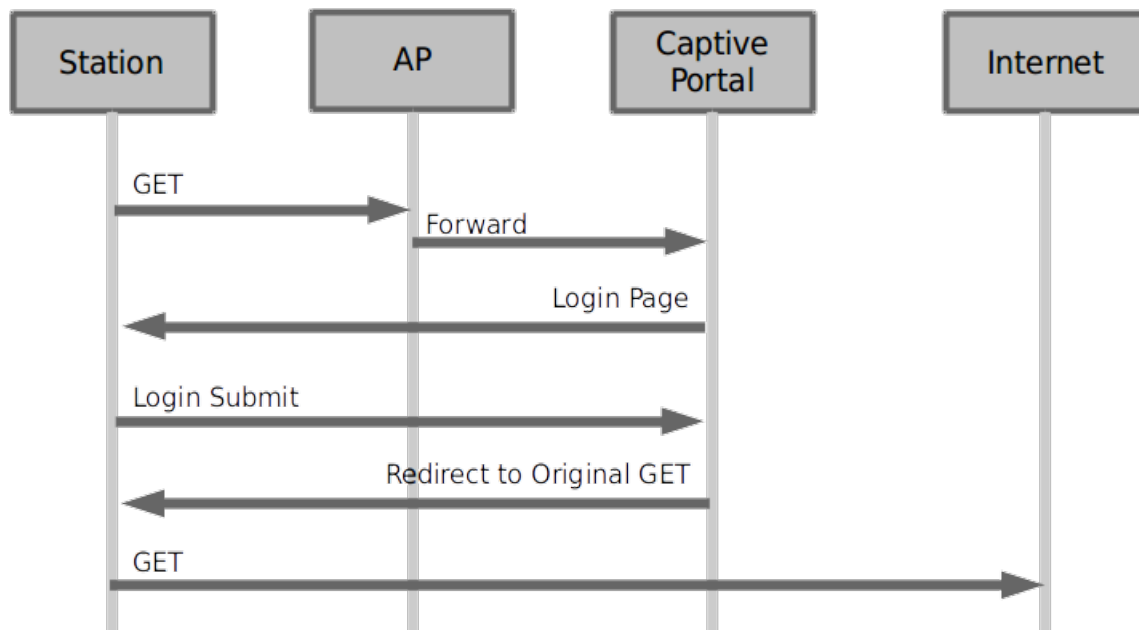 Station
AP
Captive
Portal
Internet
GET
Forward
Login Page
Login Submit
Redirect to Original GET
GET